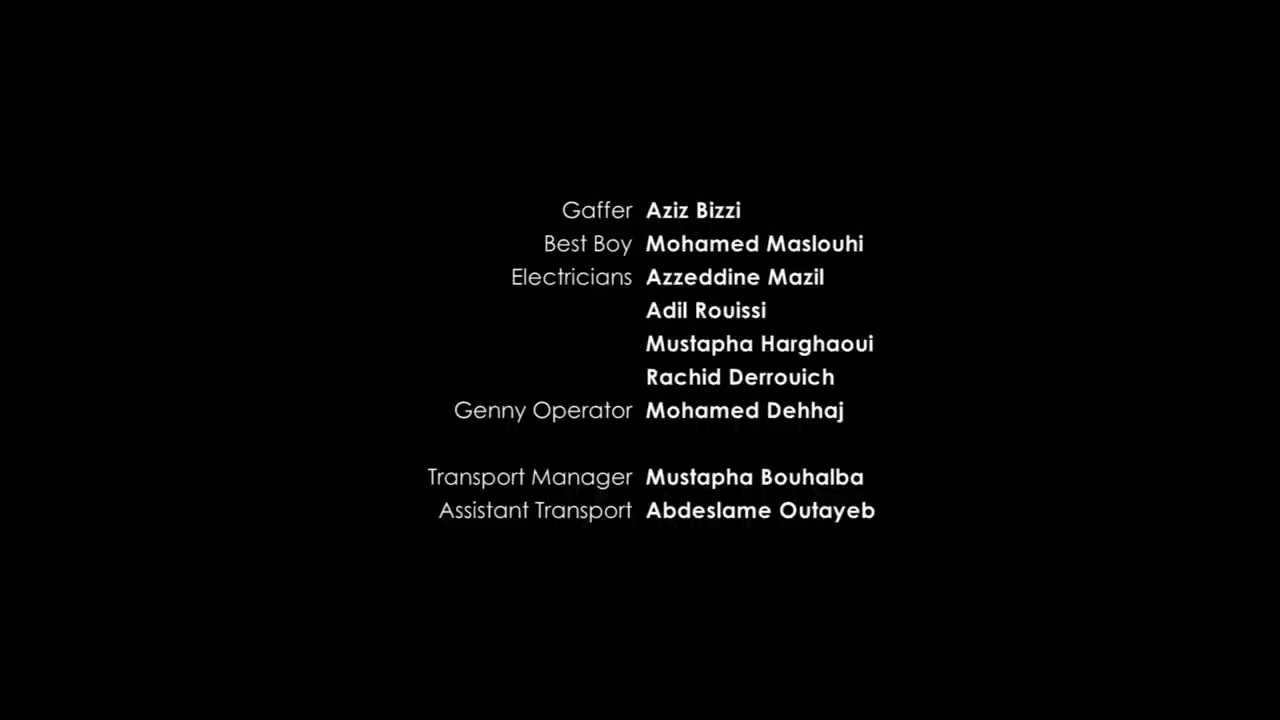 Gaffer Aziz Bizzi
Best Boy Mohamed Maslouhi
Electricians Azzeddine Mazil
Adil Rouissi
Mustapha Harghaoui
Rachid Derrouich
Genny Operator Mohamed Dehhaj
Transport Manager Mustapha Bouhalba
Assistant Transport Abdeslame Outayeb